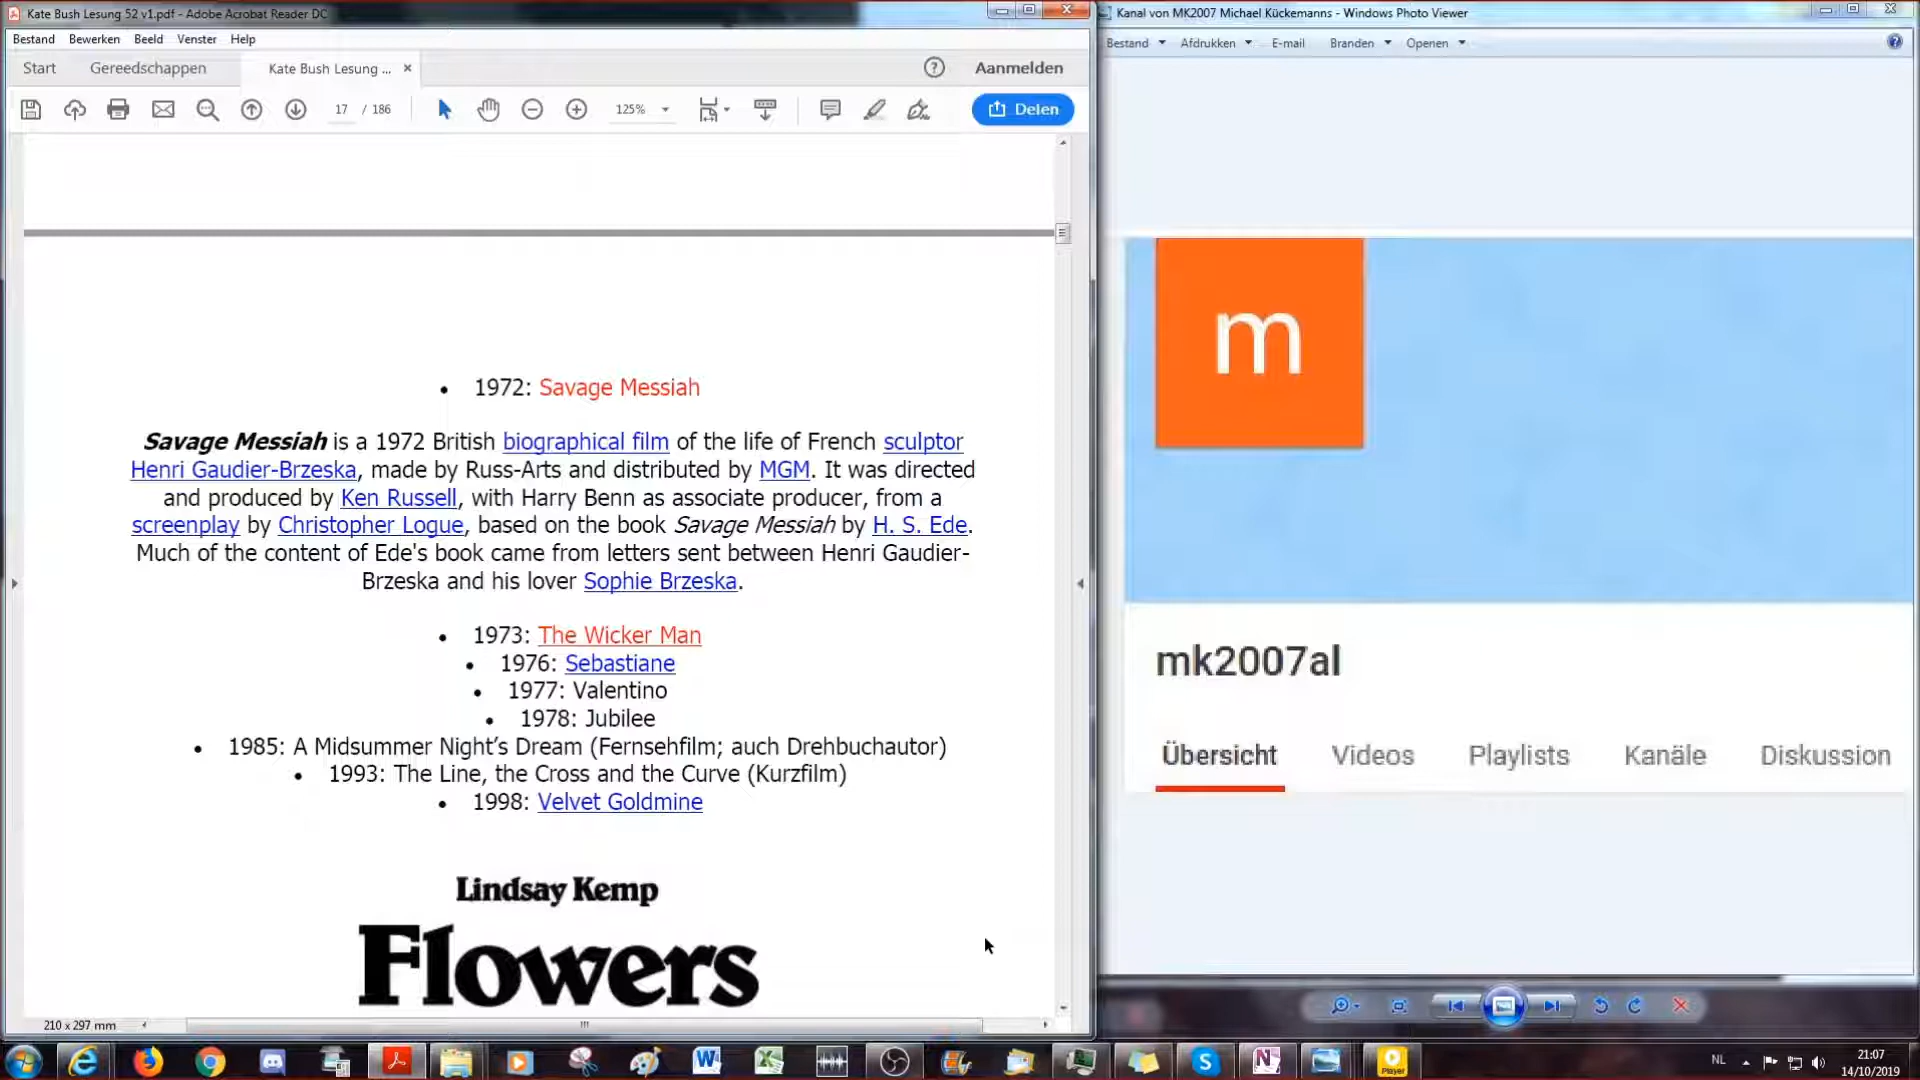 Kate Bush Lesung 52 v1.pdf - Adobe Acrobat Reader DC
Bestand Bewerken Beeld Venster Help
Start Gereedschappen Kate Bush Lesung ... × Aanmelden
17 / 186 125% Delen
• 1972: Savage Messiah
Savage Messiah is a 1972 British biographical film of the life of French sculptor
Henri Gaudier-Brzeska, made by Russ-Arts and distributed by MGM. It was directed
and produced by Ken Russell, with Harry Benn as associate producer, from a
screenplay by Christopher Logue, based on the book Savage Messiah by H. S. Ede.
Much of the content of Ede's book came from letters sent between Henri Gaudier-
Brzeska and his lover Sophie Brzeska.
• 1973: The Wicker Man
• 1976: Sebastiane
• 1977: Valentino
• 1978: Jubilee
• 1985: A Midsummer Night’s Dream (Fernsehfilm; auch Drehbuchautor)
• 1993: The Line, the Cross and the Curve (Kurzfilm)
• 1998: Velvet Goldmine
Lindsay Kemp
Flowers
210 x 297 mm
Kanal von MK2007 Michael Kückemanns - Windows Photo Viewer
Bestand Afdrukken E-mail Branden Openen
m
mk2007al
Übersicht Videos Playlists Kanäle Diskussion
Player
NL
21:07
14/10/2019